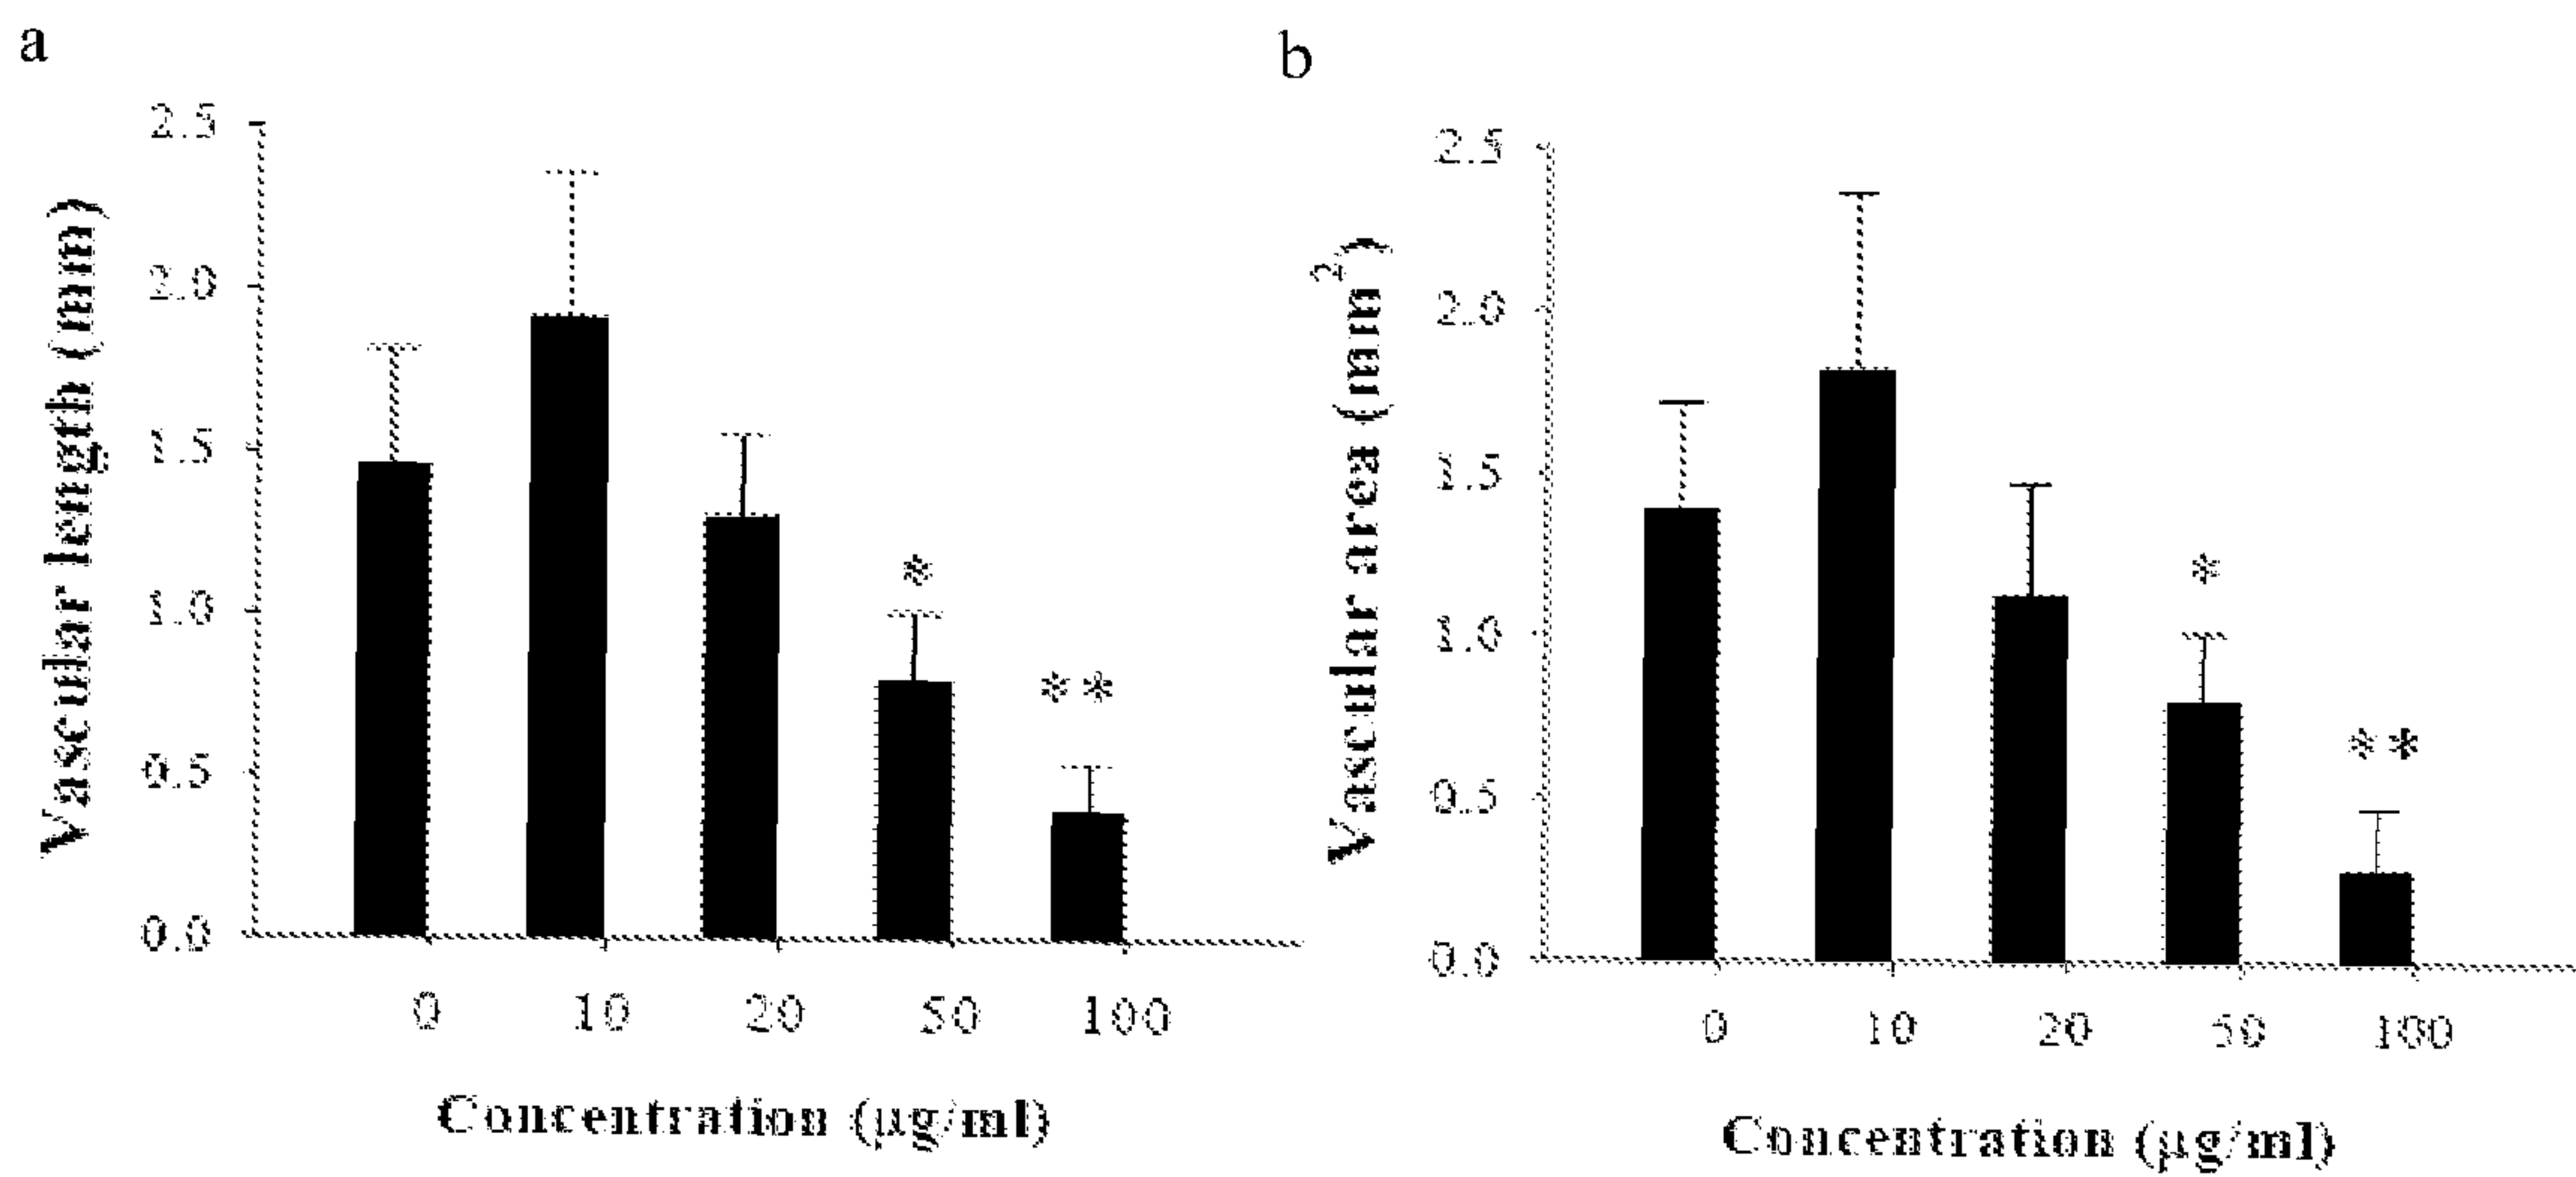 a
Vascular length (mm)
2.5
2.0
1.5
1.0
0.5
0.0
*
**
0 10 20 50 100
Concentration (µg/ml)
b
Vascular area (mm²)
2.5
2.0
1.5
1.0
0.5
0.0
*
**
0 10 20 50 100
Concentration (µg/ml)